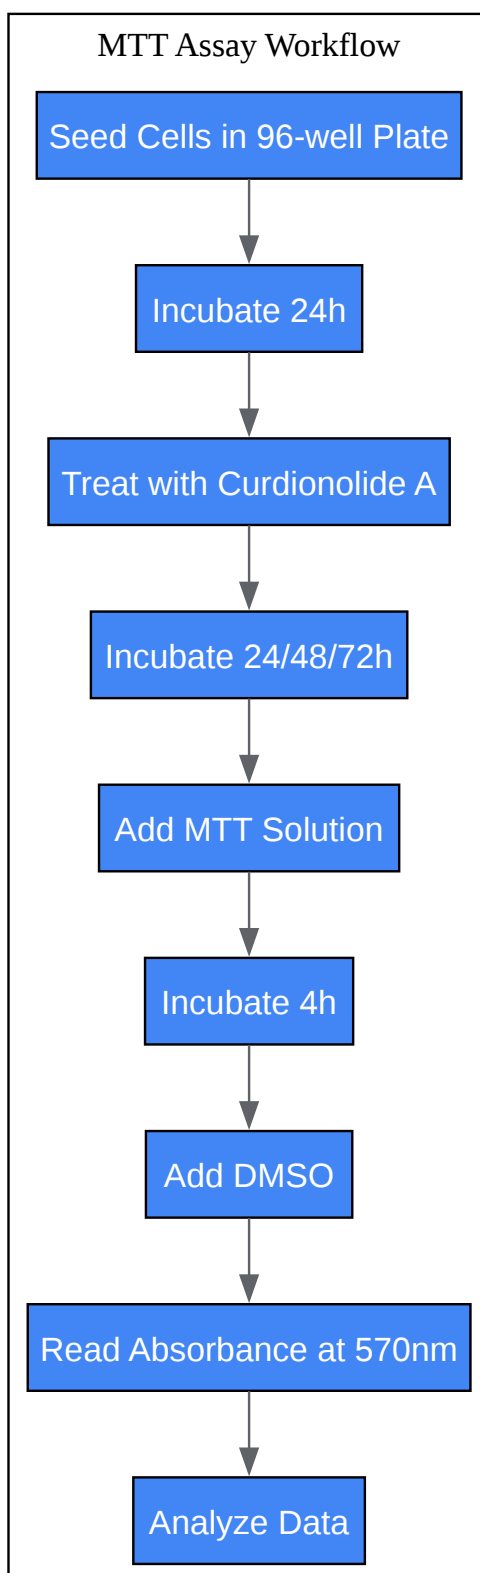 MTT Assay Workflow
Seed Cells in 96-well Plate
Incubate 24h
Treat with Curdionolide A
Incubate 24/48/72h
Add MTT Solution
Incubate 4h
Add DMSO
Read Absorbance at 570nm
Analyze Data